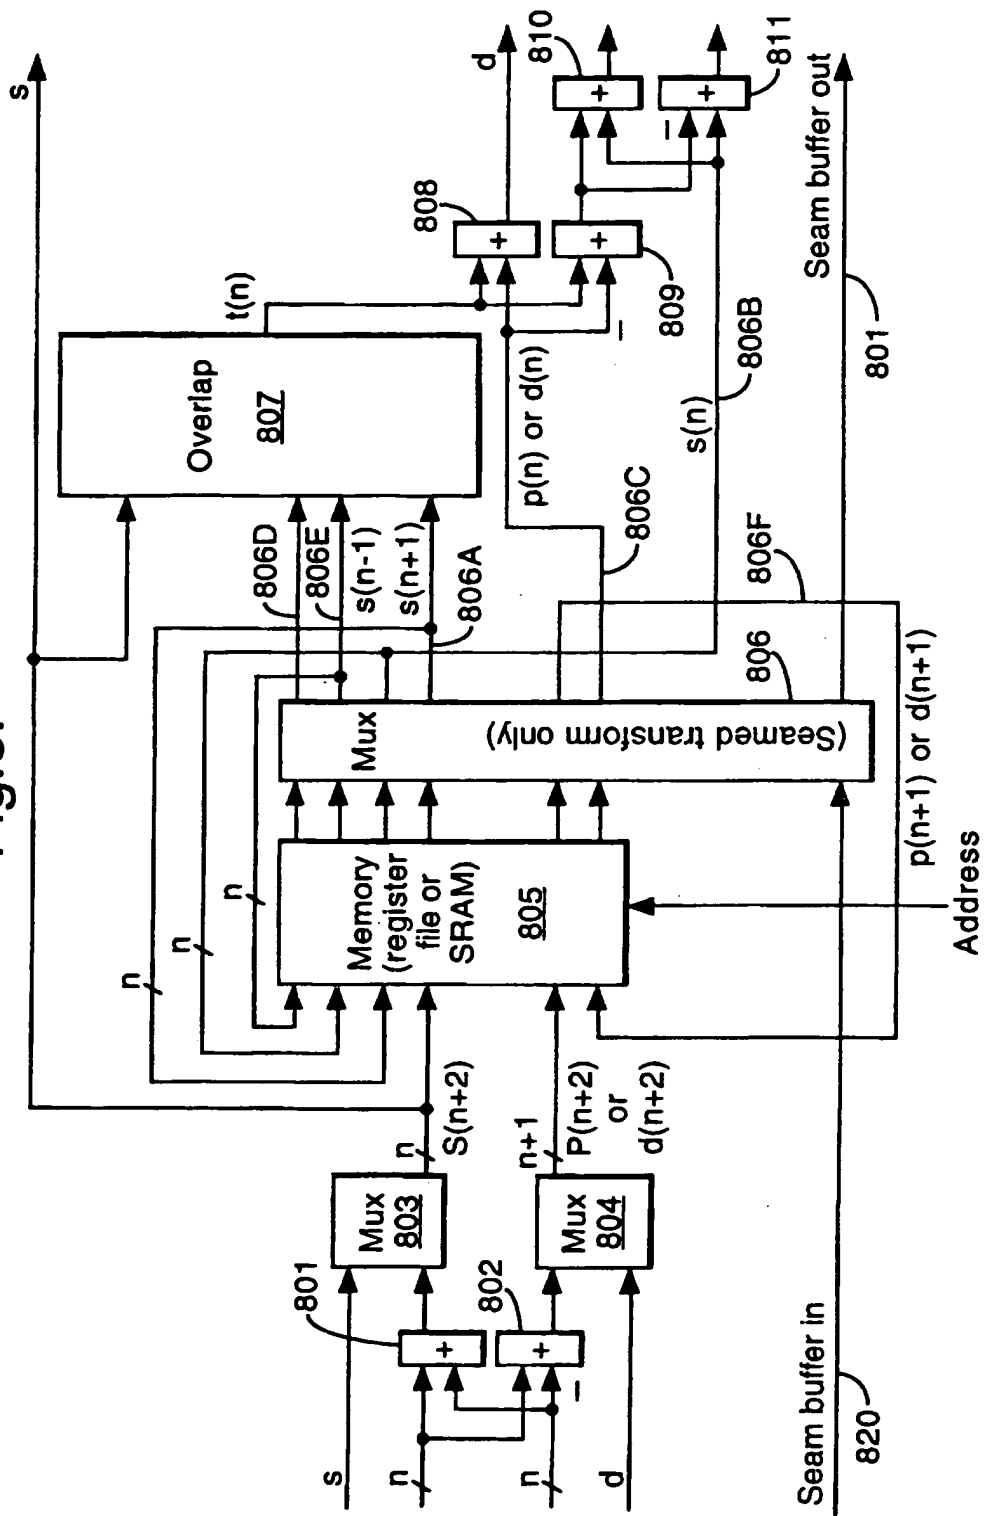 s
n
n
d
801
+
802
+
−
Mux
803
Mux
804
n
S(n+2)
n+1
P(n+2)
or
d(n+2)
n
n
n
Memory
(register
file or
SRAM)
805
Address
Mux
(Seamed transform only)
806
806D
806E
s(n-1)
s(n+1)
806A
806C
806F
p(n+1) or d(n+1)
Overlap
807
t(n)
p(n) or d(n)
s(n)
806B
808
+
+
809
−
s
d
810
+
−
+
811
Seam buffer in
820
Seam buffer out
801